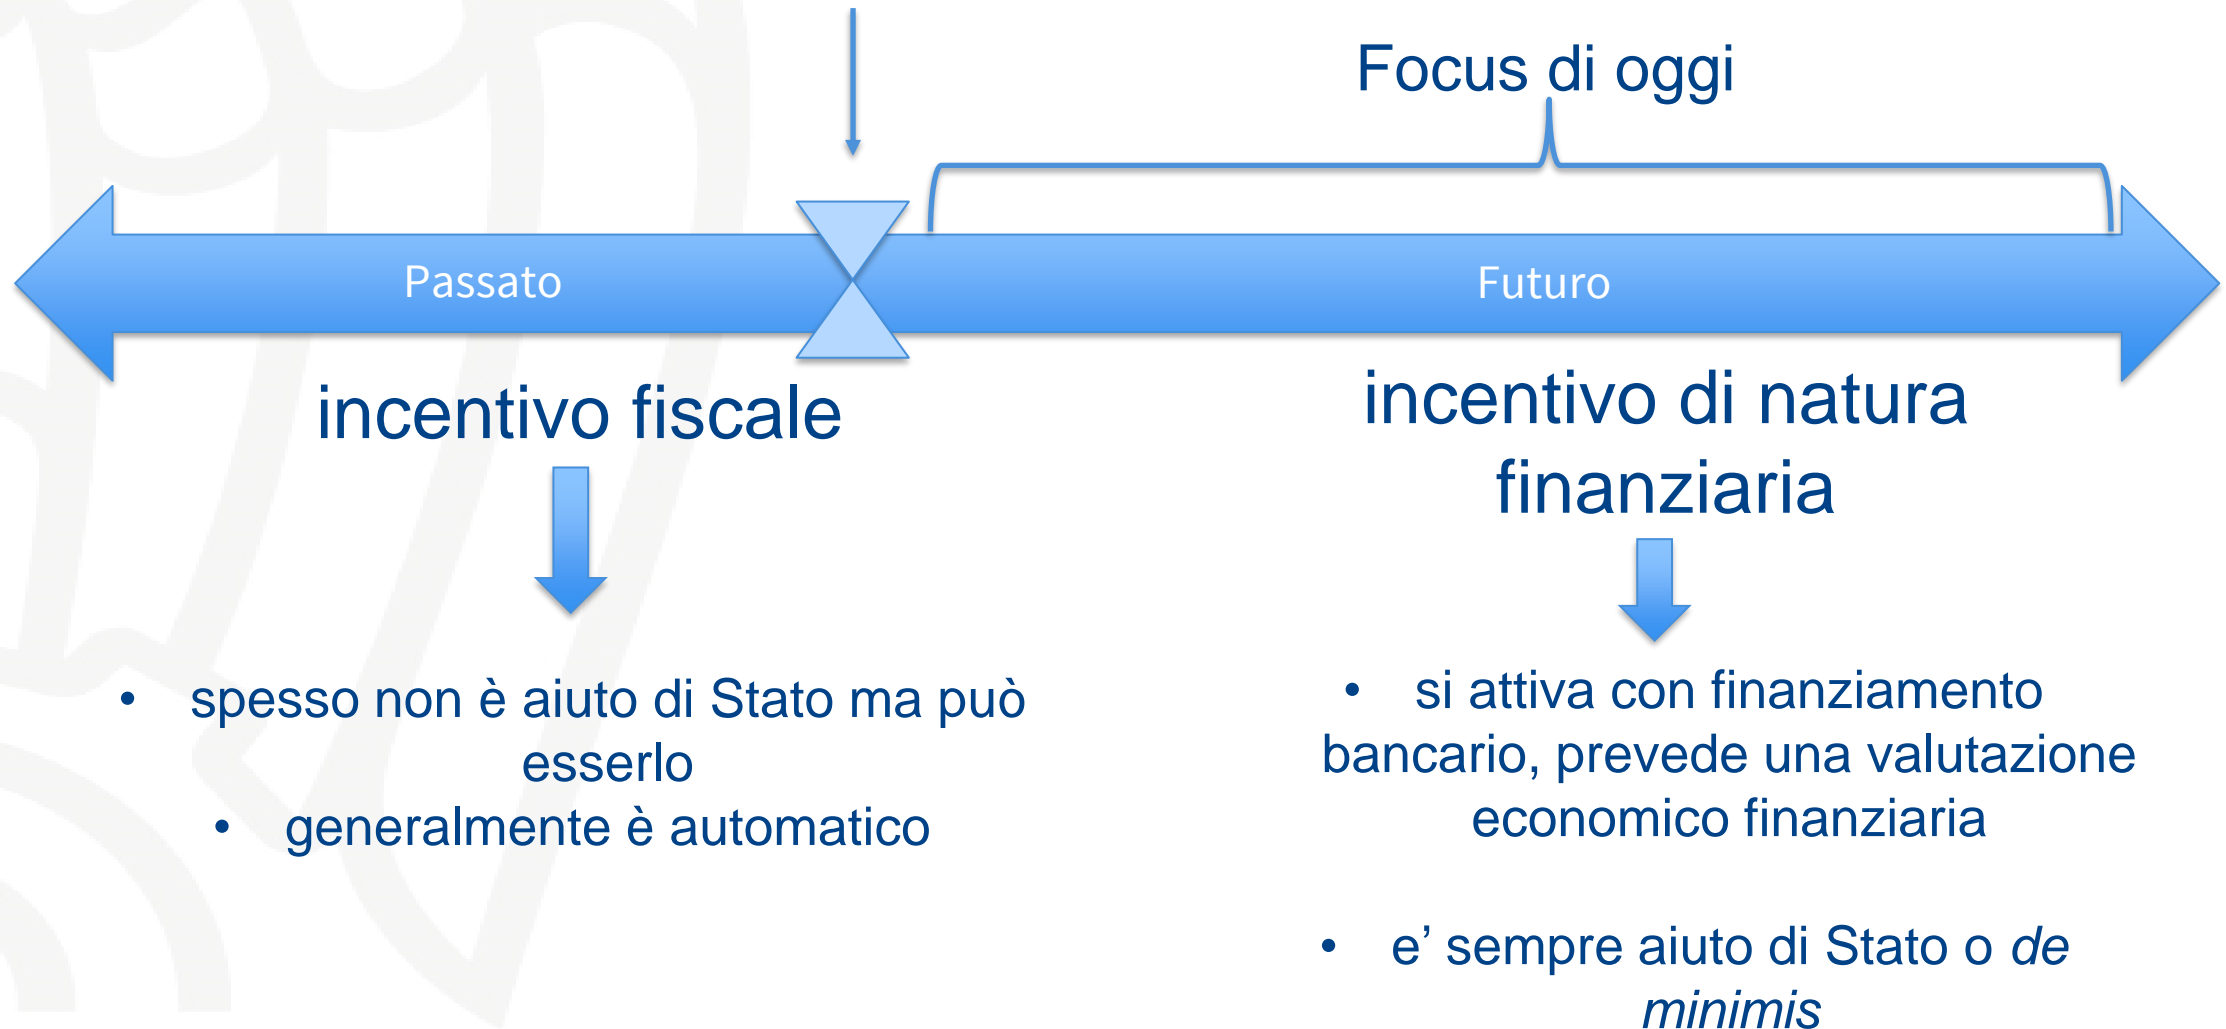 Focus di oggi
Passato
Futuro
incentivo fiscale
incentivo di natura
finanziaria
• spesso non è aiuto di Stato ma può
esserlo
• generalmente è automatico
• si attiva con finanziamento
bancario, prevede una valutazione
economico finanziaria
• e’ sempre aiuto di Stato o de
minimis